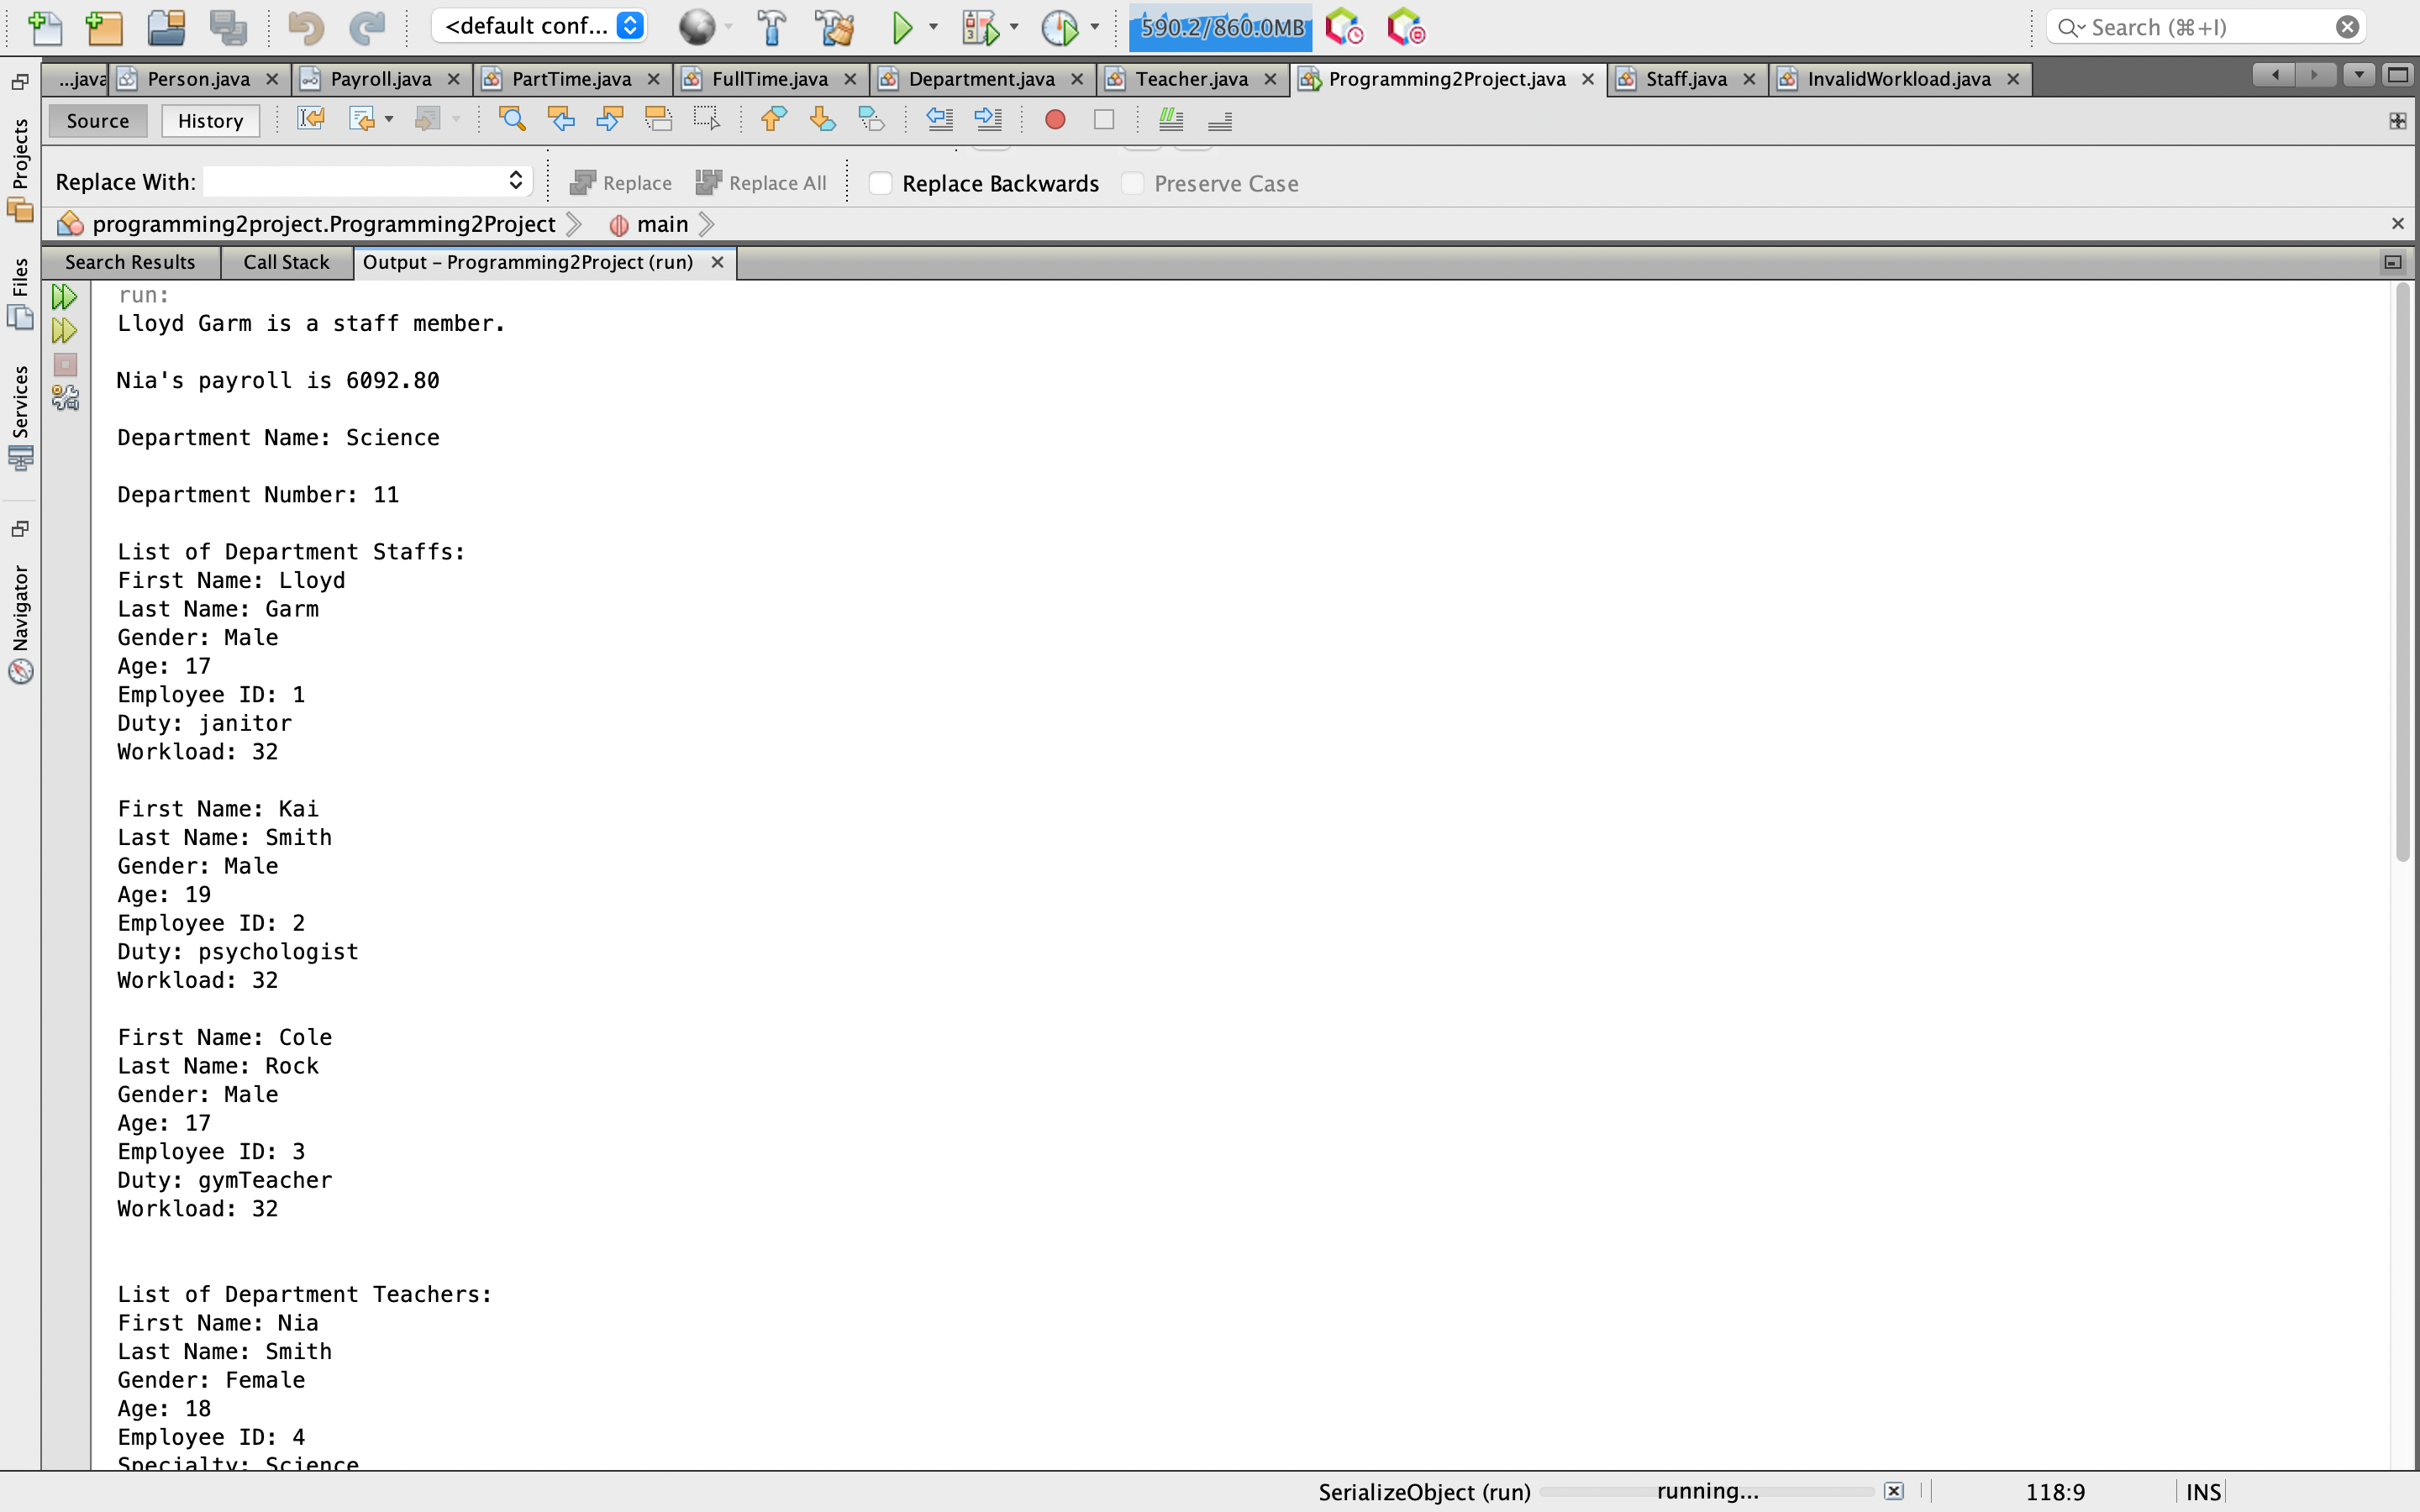 <default conf...
590.2/860.0MB
Search (⌘+I)
...java
Person.java
Payroll.java
PartTime.java
FullTime.java
Department.java
Teacher.java
Programming2Project.java
Staff.java
InvalidWorkload.java
Source
History
Replace With:
Replace
Replace All
Replace Backwards
Preserve Case
programming2project.Programming2Project
main
Search Results
Call Stack
Output – Programming2Project (run)
Projects
Files
Services
Navigator
run:
Lloyd Garm is a staff member.
Nia's payroll is 6092.80
Department Name: Science
Department Number: 11
List of Department Staffs:
First Name: Lloyd
Last Name: Garm
Gender: Male
Age: 17
Employee ID: 1
Duty: janitor
Workload: 32
First Name: Kai
Last Name: Smith
Gender: Male
Age: 19
Employee ID: 2
Duty: psychologist
Workload: 32
First Name: Cole
Last Name: Rock
Gender: Male
Age: 17
Employee ID: 3
Duty: gymTeacher
Workload: 32
List of Department Teachers:
First Name: Nia
Last Name: Smith
Gender: Female
Age: 18
Employee ID: 4
Specialty: Science
SerializeObject (run)
running...
118:9
INS